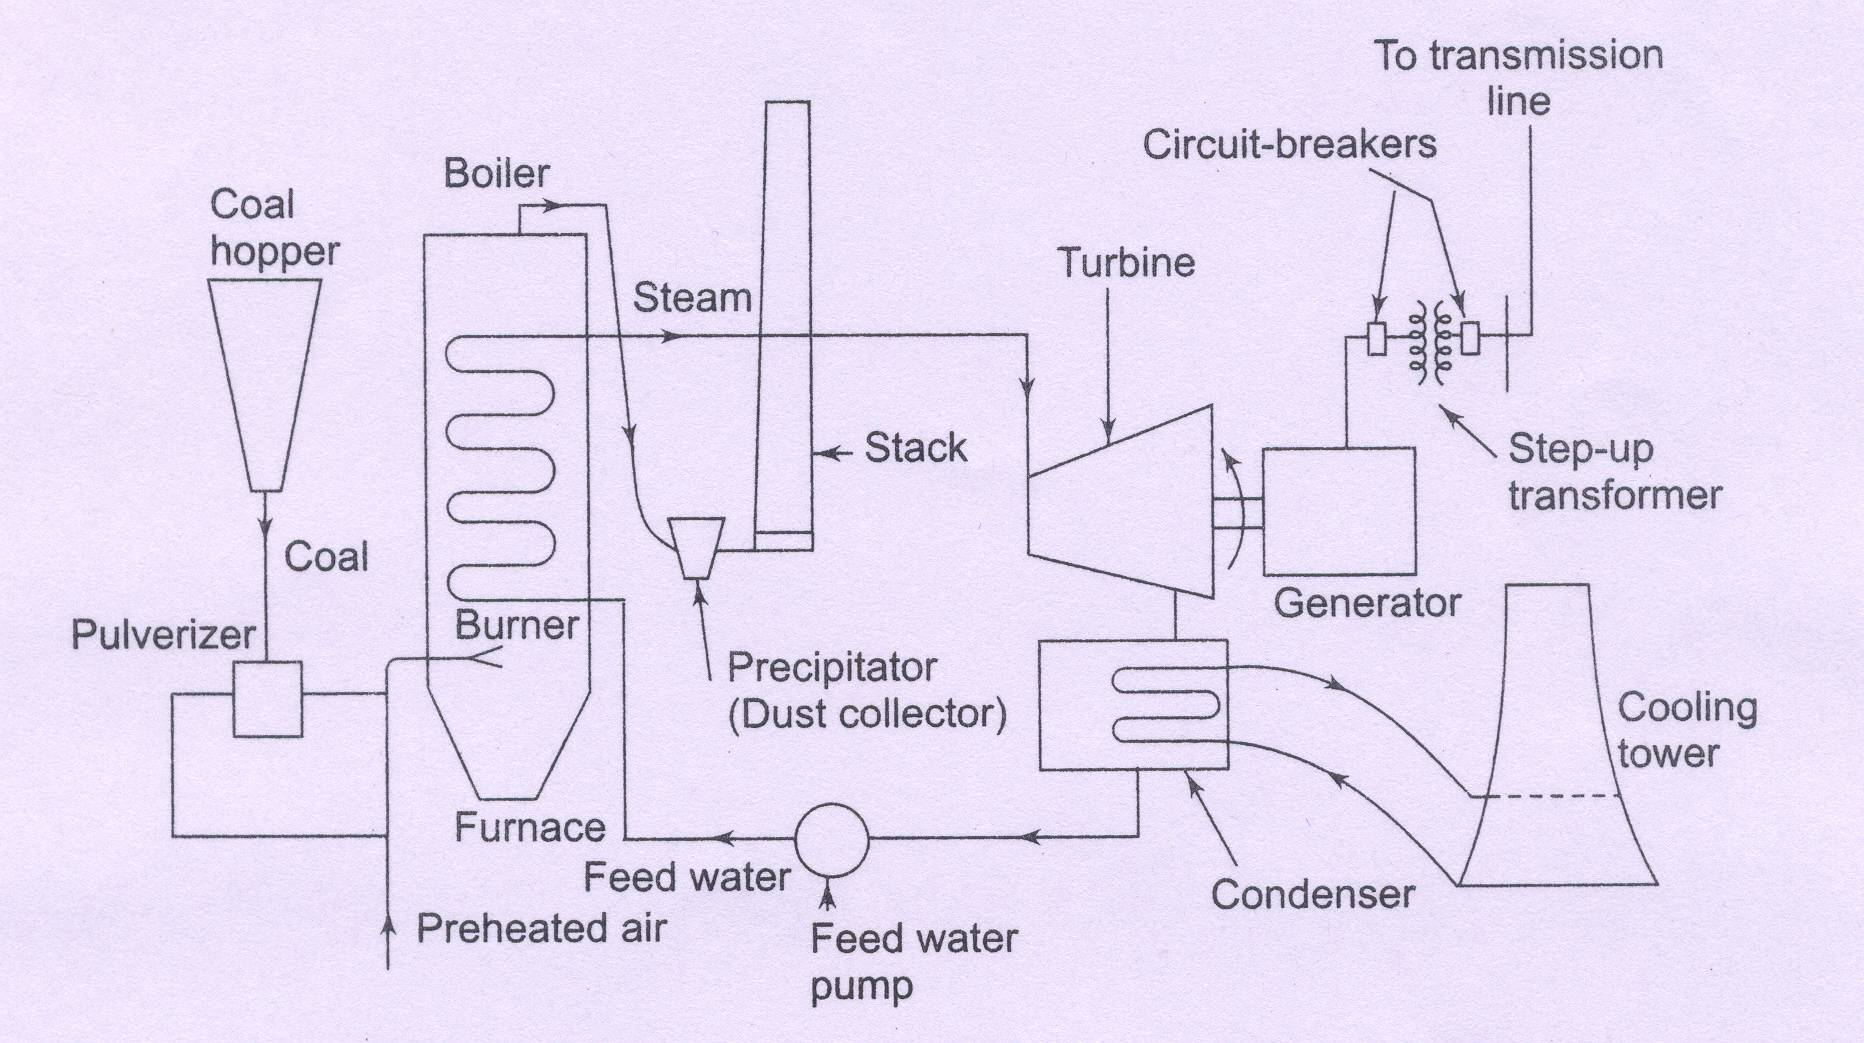 To transmission
line
Circuit-breakers
Boiler
Coal
hopper
Turbine
Steam
Stack
Step-up
transformer
Coal
Generator
Burner
Pulverizer
Precipitator
(Dust collector)
Cooling
tower
Furnace
Feed water
Condenser
Preheated air
Feed water
pump